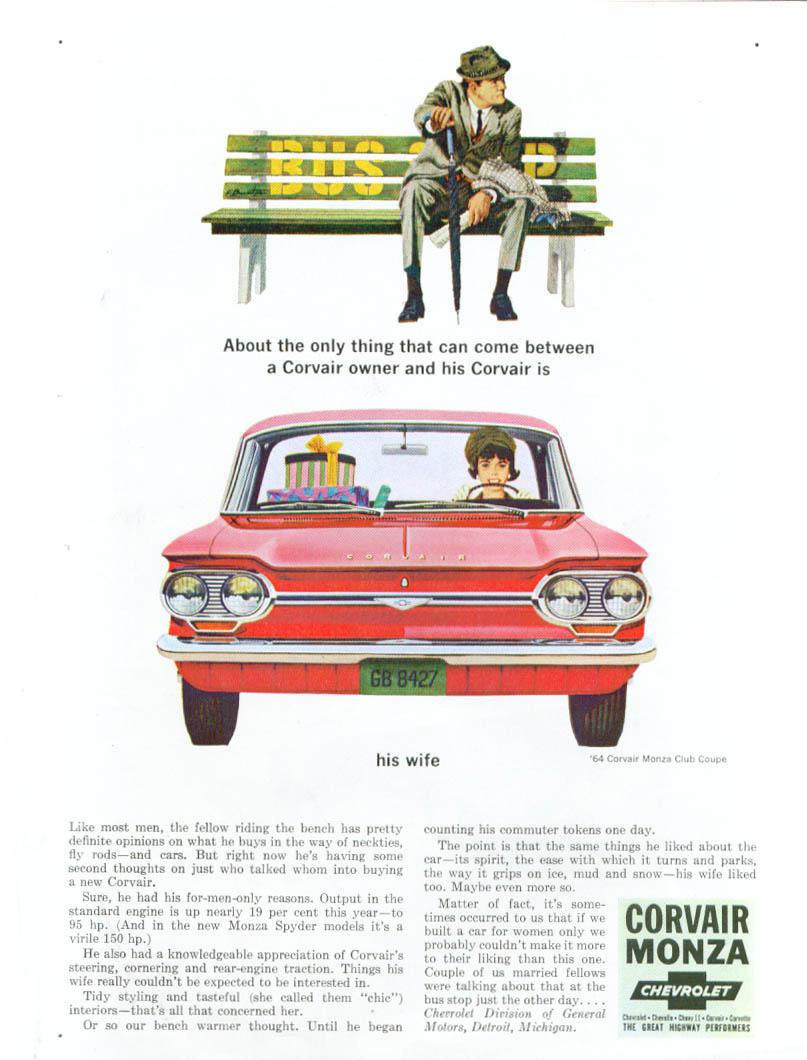 BUS
BUS
About the only thing that can come between
a Corvair owner and his Corvair is
CORVAIR
GB 8427
his wife
'64 Corvair Monza Club Coupe
Like most men, the fellow riding the bench has pretty
definite opinions on what he buys in the way of neckties,
fly rods—and cars. But right now he's having some
second thoughts on just who talked whom into buying
a new Corvair.
Sure, he had his for-men-only reasons. Output in the
standard engine is up nearly 19 per cent this year—to
95 hp. (And in the new Monza Spyder models it's a
virile 150 hp.)
He also had a knowledgeable appreciation of Corvair's
steering, cornering and rear-engine traction. Things his
wife really couldn't be expected to be interested in.
Tidy styling and tasteful (she called them "chic")
interiors—that's all that concerned her.
Or so our bench warmer thought. Until he began
counting his commuter tokens one day.
The point is that the same things he liked about the
car—its spirit, the ease with which it turns and parks,
the way it grips on ice, mud and snow—his wife liked
too. Maybe even more so.
Matter of fact, it's some-
times occurred to us that if we
built a car for women only we
probably couldn't make it more
to their liking than this one.
Couple of us married fellows
were talking about that at the
bus stop just the other day. . . .
Chevrolet Division of General
Motors, Detroit, Michigan.
CORVAIR
MONZA
CHEVROLET
Chevrolet • Chevelle • Chevy II • Corvair • Corvette
THE GREAT HIGHWAY PERFORMERS